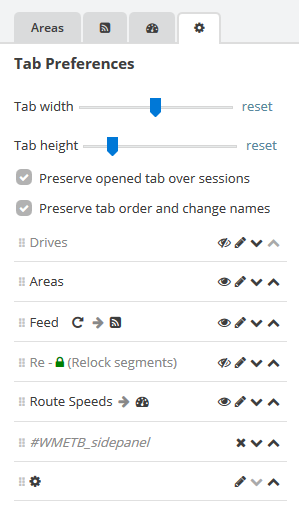 Areas
Tab Preferences
Tab width reset
Tab height reset
Preserve opened tab over sessions
Preserve tab order and change names
Drives
Areas
Feed
Re - (Relock segments)
Route Speeds
#WMETB_sidepanel